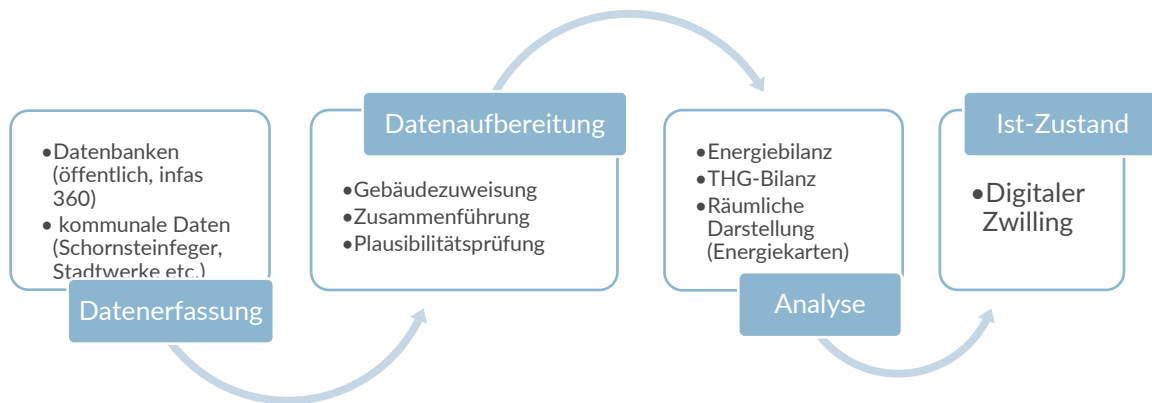 •Datenbanken
(öffentlich, infas
360)
• kommunale Daten
(Schornsteinfeger,
Stadtwerke etc.)
Datenerfassung
Datenaufbereitung
•Gebäudezuweisung
•Zusammenführung
•Plausibilitätsprüfung
•Energiebilanz
•THG-Bilanz
•Räumliche
Darstellung
(Energiekarten)
Analyse
Ist-Zustand
•Digitaler
Zwilling